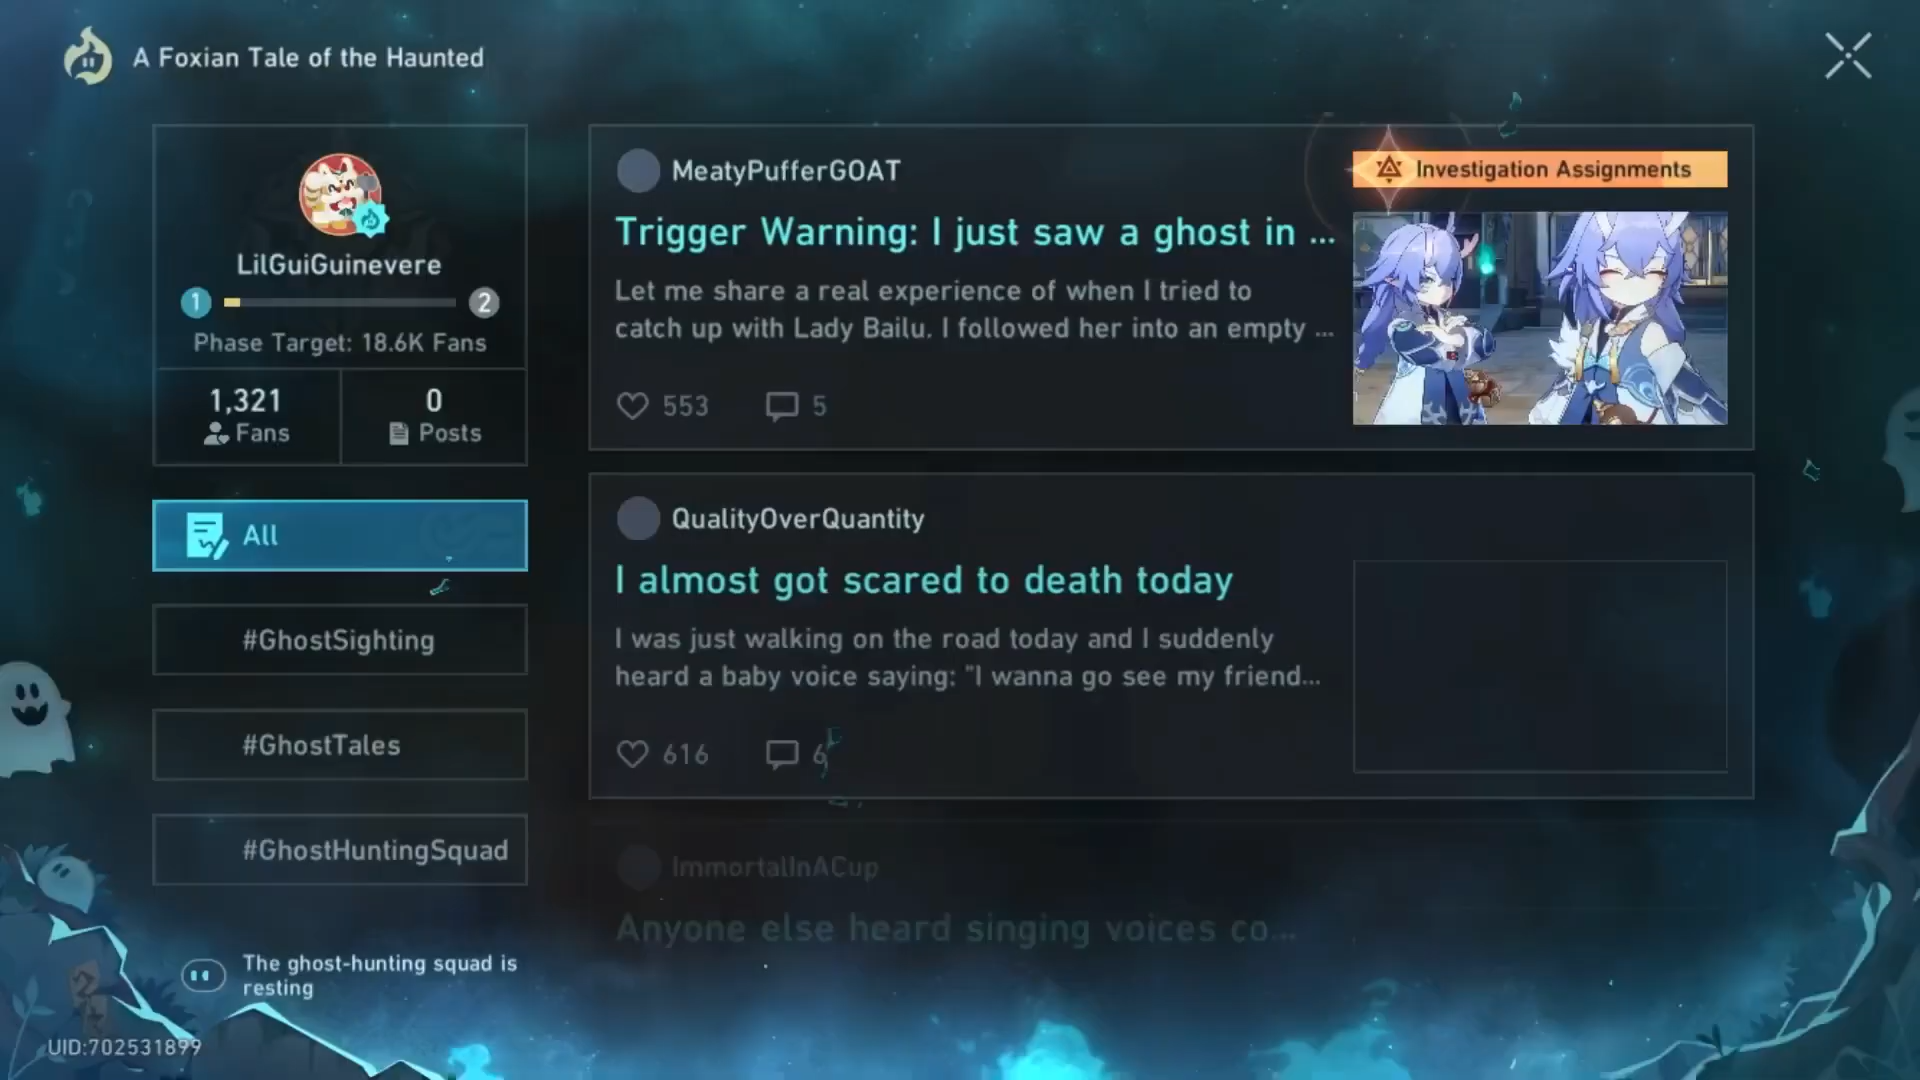 A Foxian Tale of the Haunted
LilGuiGuinevere
1
2
Phase Target: 18.6K Fans
1,321
Fans
0
Posts
All
#GhostSighting
#GhostTales
#GhostHuntingSquad
The ghost-hunting squad is
resting
UID:702531899
MeatyPufferGOAT
Investigation Assignments
Trigger Warning: I just saw a ghost in ...
Let me share a real experience of when I tried to
catch up with Lady Bailu. I followed her into an empty ...
553
5
QualityOverQuantity
I almost got scared to death today
I was just walking on the road today and I suddenly
heard a baby voice saying: "I wanna go see my friend...
616
6
ImmortalInACup
Anyone else heard singing voices co...